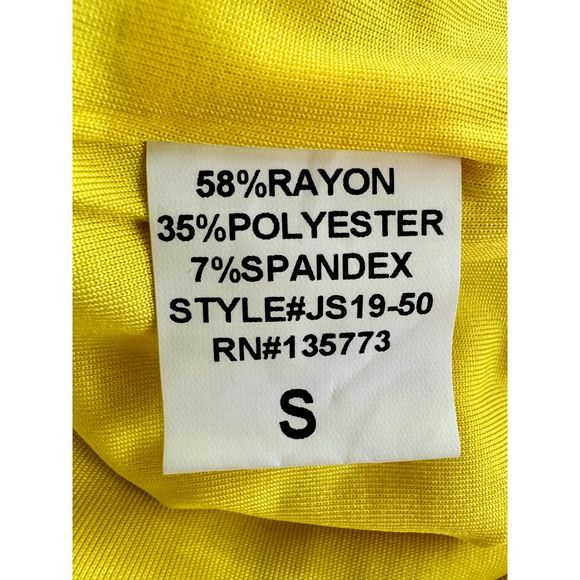 58%RAYON
35%POLYESTER
7%SPANDEX
STYLE#JS19-50
RN#135773
S